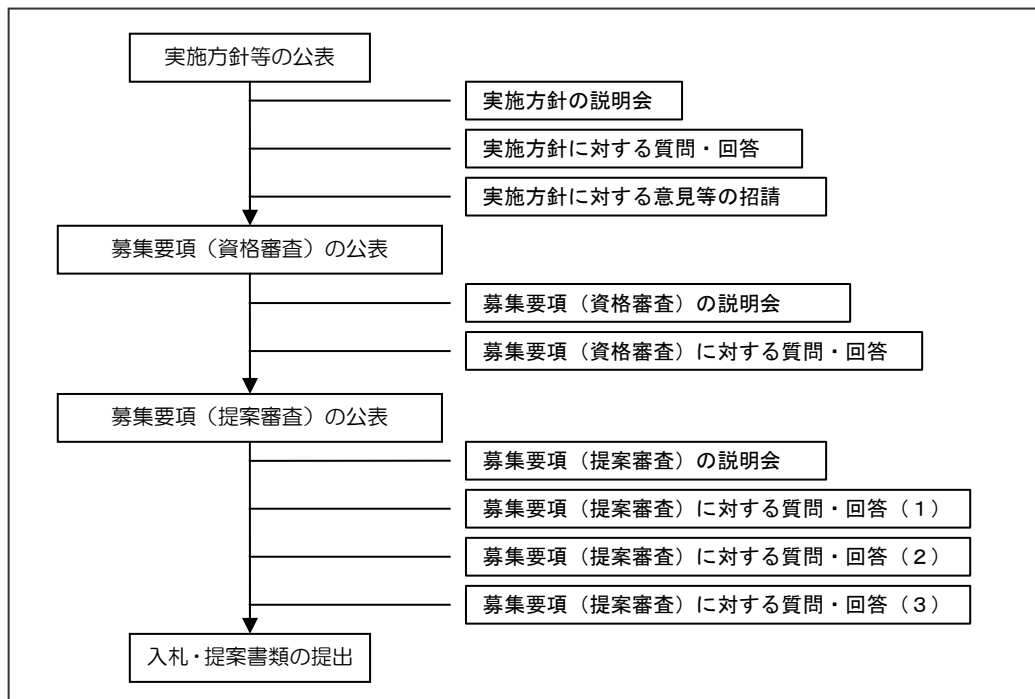 実施方針等の公表
実施方針の説明会
実施方針に対する質問・回答
実施方針に対する意見等の招請
募集要項（資格審査）の公表
募集要項（資格審査）の説明会
募集要項（資格審査）に対する質問・回答
募集要項（提案審査）の公表
募集要項（提案審査）の説明会
募集要項（提案審査）に対する質問・回答（１）
募集要項（提案審査）に対する質問・回答（２）
募集要項（提案審査）に対する質問・回答（３）
入札・提案書類の提出